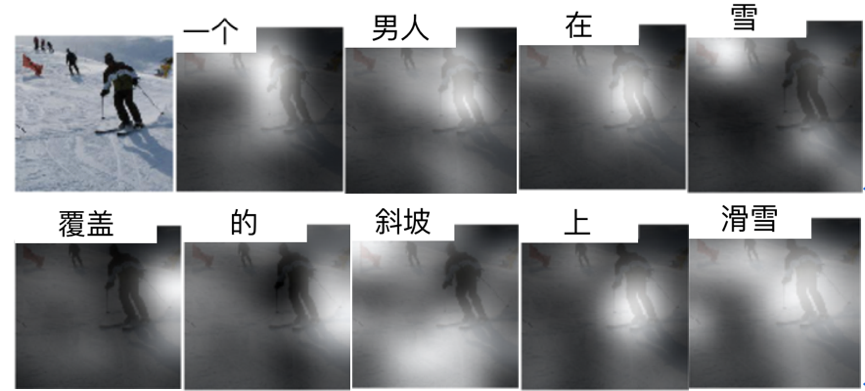 一个 男人 在 雪
覆盖 的 斜坡 上 滑雪